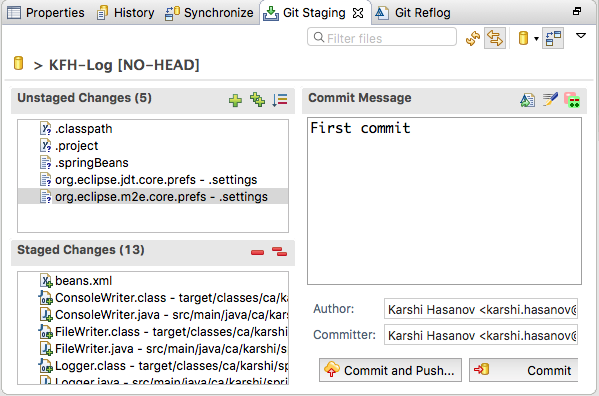 Properties History Synchronize Git Staging Git Reflog
Filter files
> KFH-Log [NO-HEAD]
Unstaged Changes (5)
.classpath
.project
.springBeans
org.eclipse.jdt.core.prefs - .settings
org.eclipse.m2e.core.prefs - .settings
Staged Changes (13)
beans.xml
ConsoleWriter.class - target/classes/ca/ka
ConsoleWriter.java - src/main/java/ca/kars
FileWriter.class - target/classes/ca/karshi
FileWriter.java - src/main/java/ca/karshi/s
Logger.class - target/classes/ca/karshi/sp
Logger.java - src/main/java/ca/karshi/spri
Commit Message
First commit
Author: Karshi Hasanov <karshi.hasanov@
Committer: Karshi Hasanov <karshi.hasanov@
Commit and Push... Commit